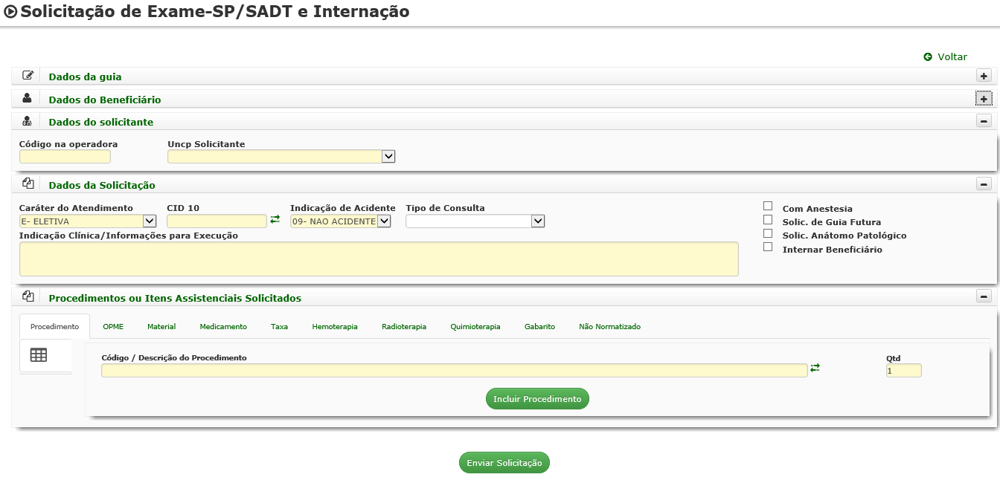 Solicitação de Exame-SP/SADT e Internação
Voltar
Dados da guia
Dados do Beneficiário
Dados do solicitante
Código na operadora Uncp Solicitante
Dados da Solicitação
Caráter do Atendimento CID 10 Indicação de Acidente Tipo de Consulta
E- ELETIVA 09- NAO ACIDENTE
Com Anestesia
Solic. de Guia Futura
Solic. Anátomo Patológico
Internar Beneficiário
Indicação Clínica/Informações para Execução
Procedimentos ou Itens Assistenciais Solicitados
Procedimento OPME Material Medicamento Taxa Hemoterapia Radioterapia Quimioterapia Gabarito Não Normatizado
Código / Descrição do Procedimento Qtd
1
Incluir Procedimento
Enviar Solicitação